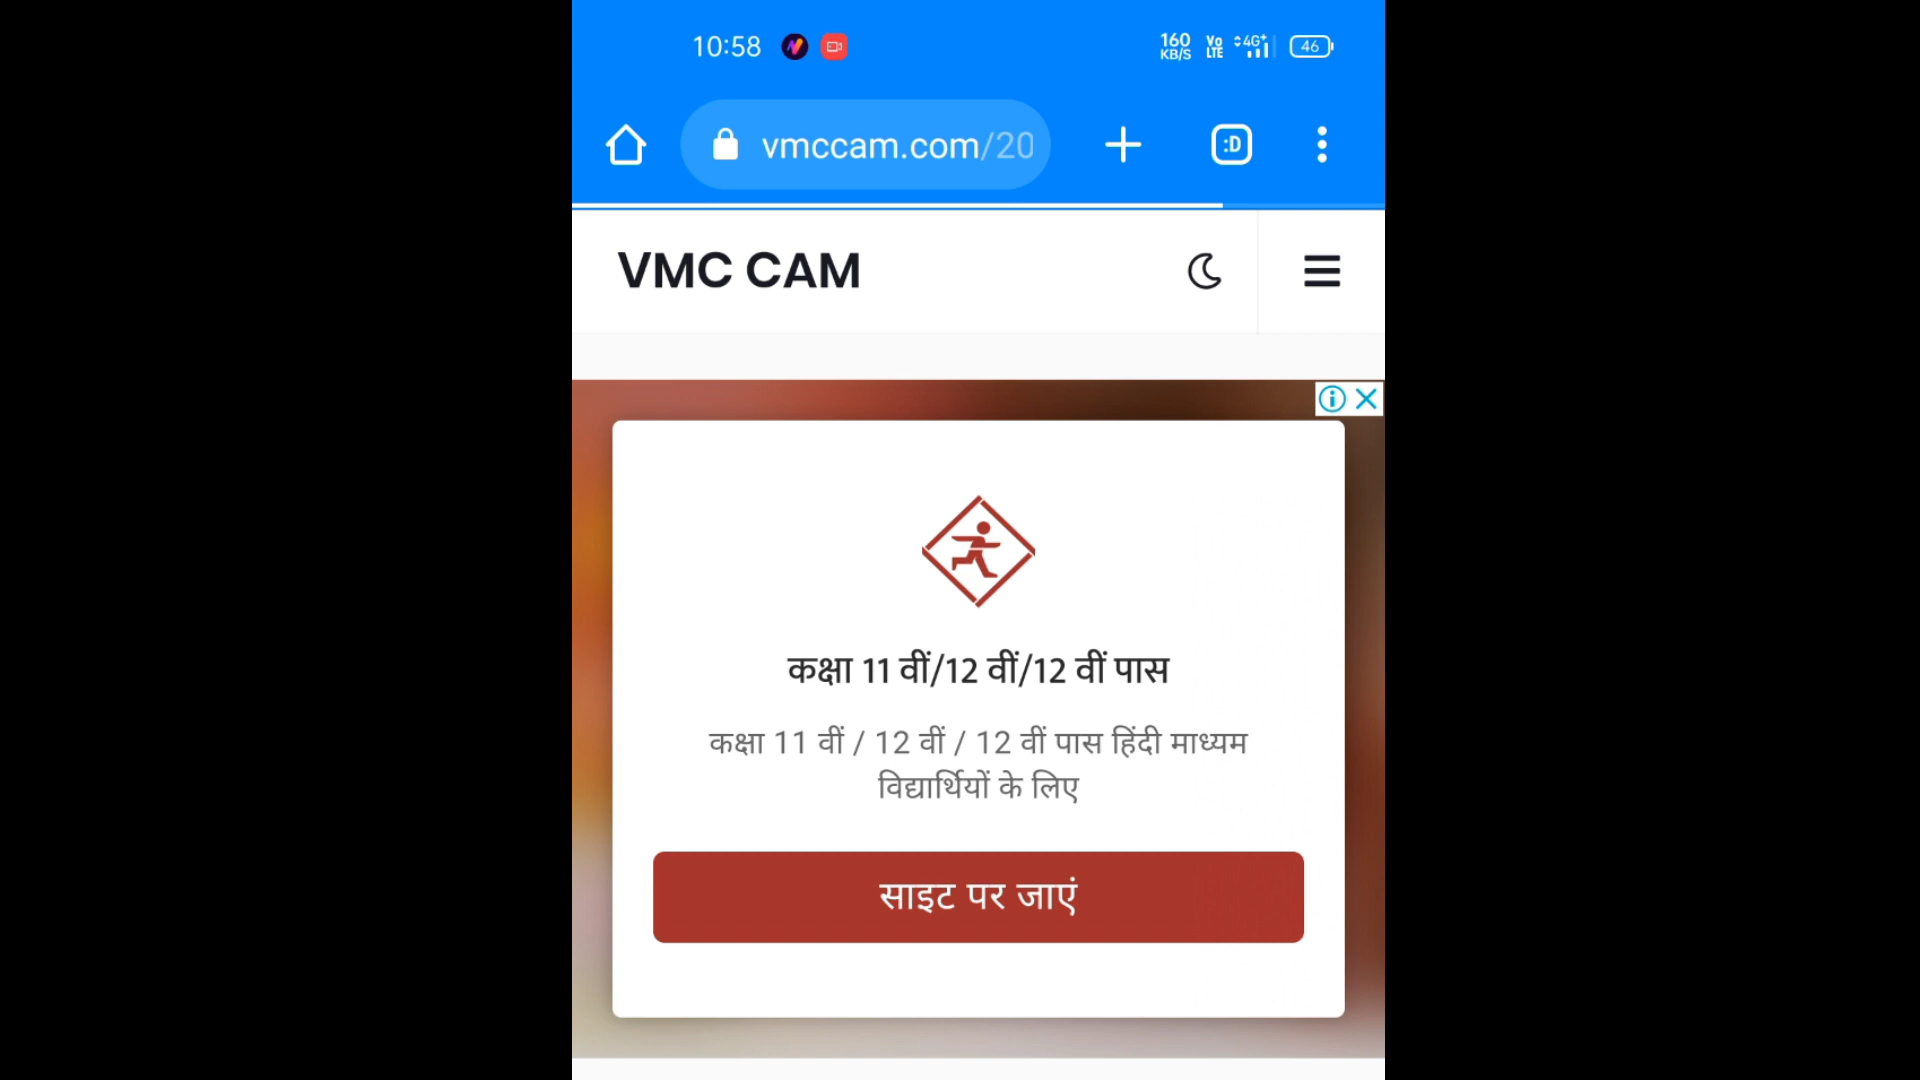 10:58
160 KB/S Vo LTE 4G+ 46
vmccam.com/20
:D
VMC CAM
कक्षा 11 वीं/12 वीं/12 वीं पास
कक्षा 11 वीं / 12 वीं / 12 वीं पास हिंदी माध्यम
विद्यार्थियों के लिए
साइट पर जाएं